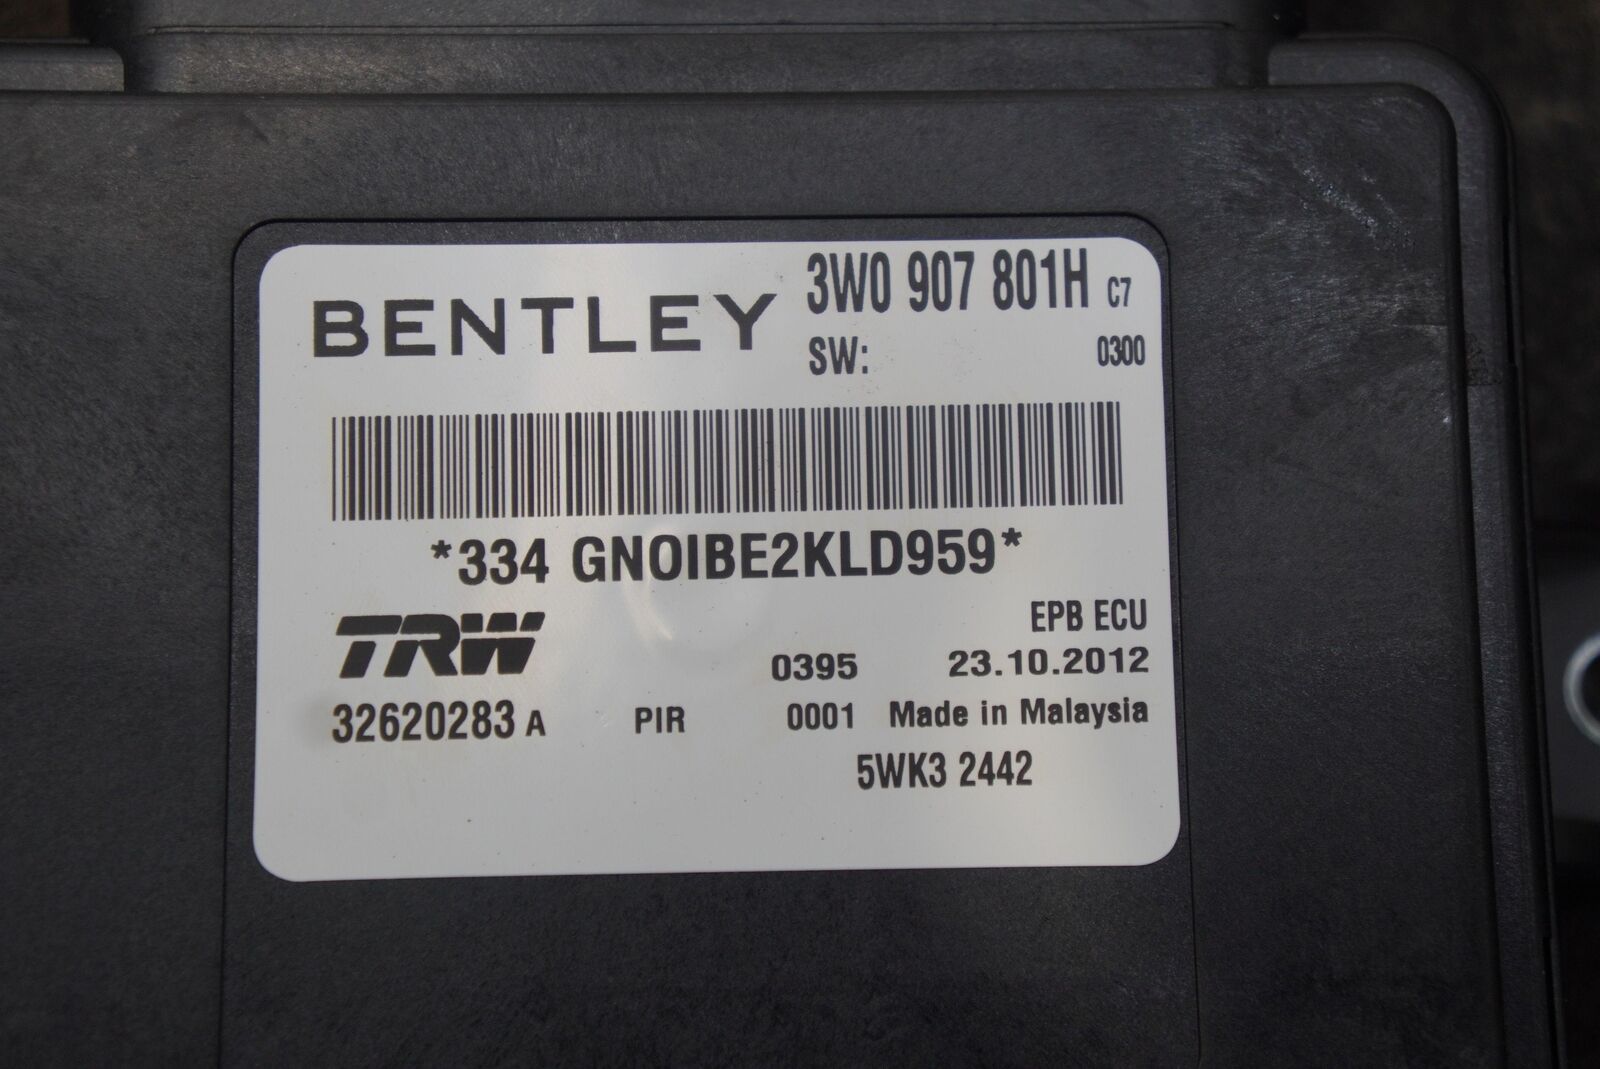 BENTLEY 3W0 907 801H C7
SW: 0300
*334 GNOIBE2KLD959*
TRW EPB ECU
0395 23.10.2012
32620283 A PIR 0001 Made in Malaysia
5WK3 2442